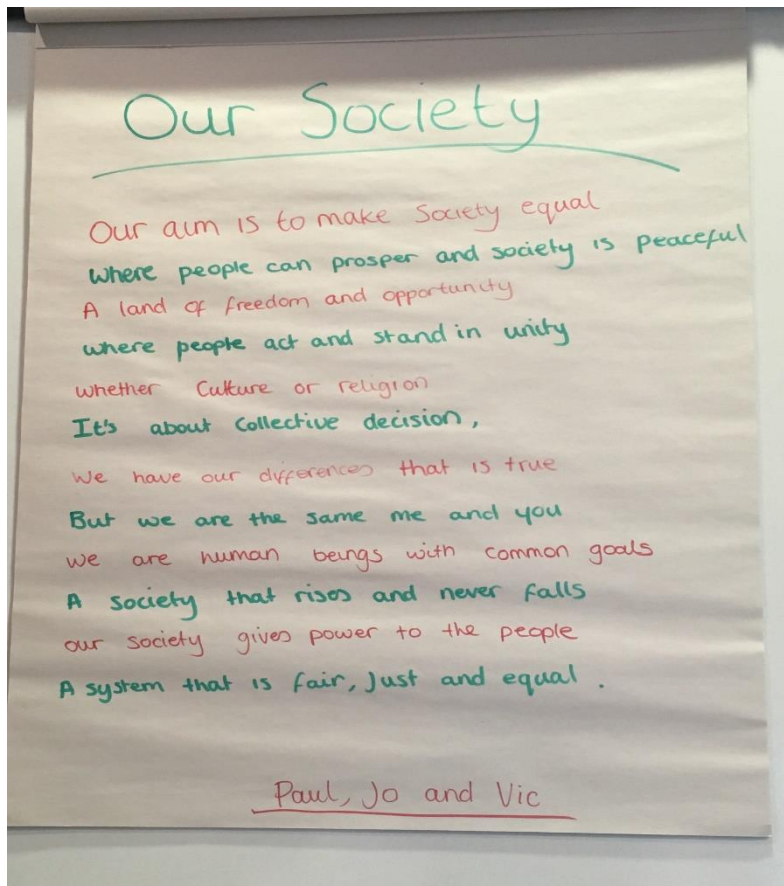 Our Society
Our aim is to make Society equal
where people can prosper and society is peaceful
A land of freedom and opportunity
where people act and stand in unity
whether Culture or religion
It's about Collective decision,
We have our differences that is true
But we are the same me and you
we are human beings with common goals
A society that rises and never falls
our society gives power to the people
A system that is fair, Just and equal.
Paul, Jo and Vic